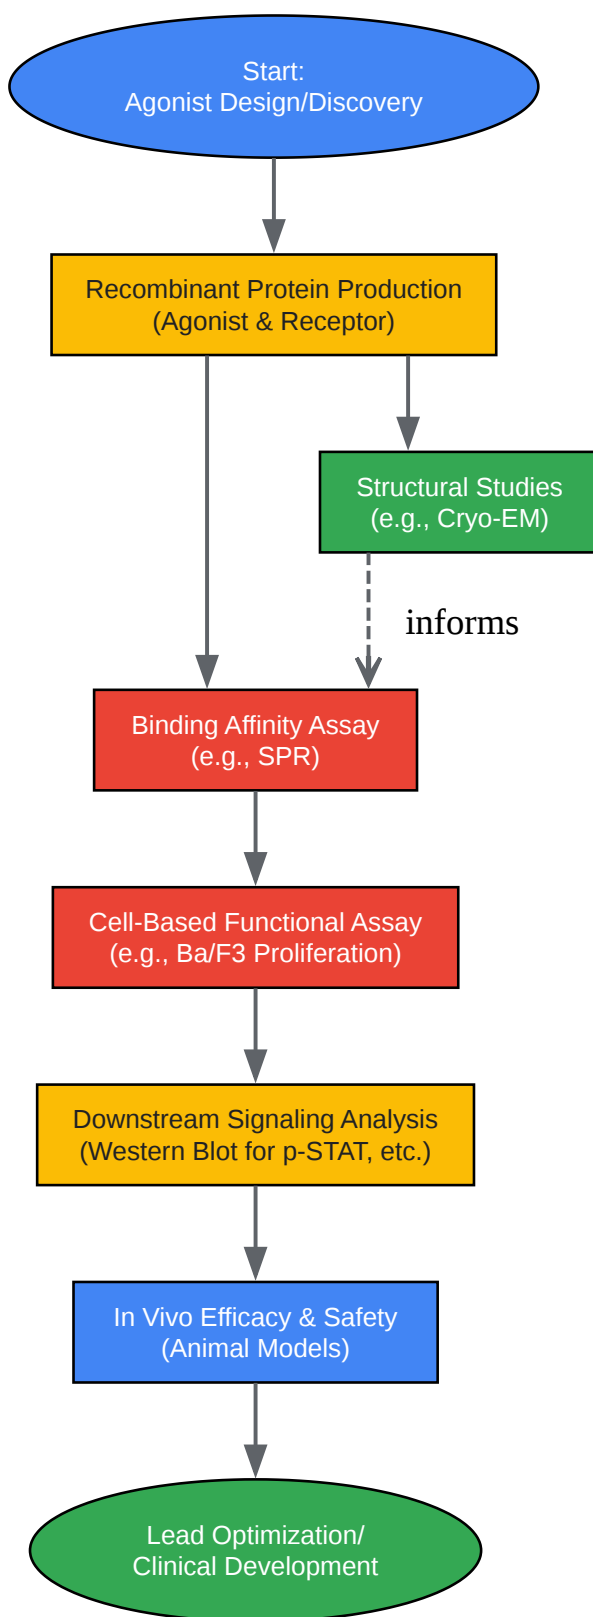 Start:
Agonist Design/Discovery
Recombinant Protein Production
(Agonist & Receptor)
Structural Studies
(e.g., Cryo-EM)
informs
Binding Affinity Assay
(e.g., SPR)
Cell-Based Functional Assay
(e.g., Ba/F3 Proliferation)
Downstream Signaling Analysis
(Western Blot for p-STAT, etc.)
In Vivo Efficacy & Safety
(Animal Models)
Lead Optimization/
Clinical Development